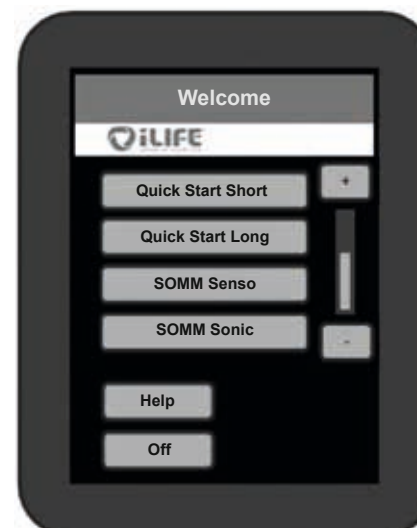 Welcome
iLIFE
Quick Start Short
+
Quick Start Long
SOMM Senso
SOMM Sonic
-
Help
Off